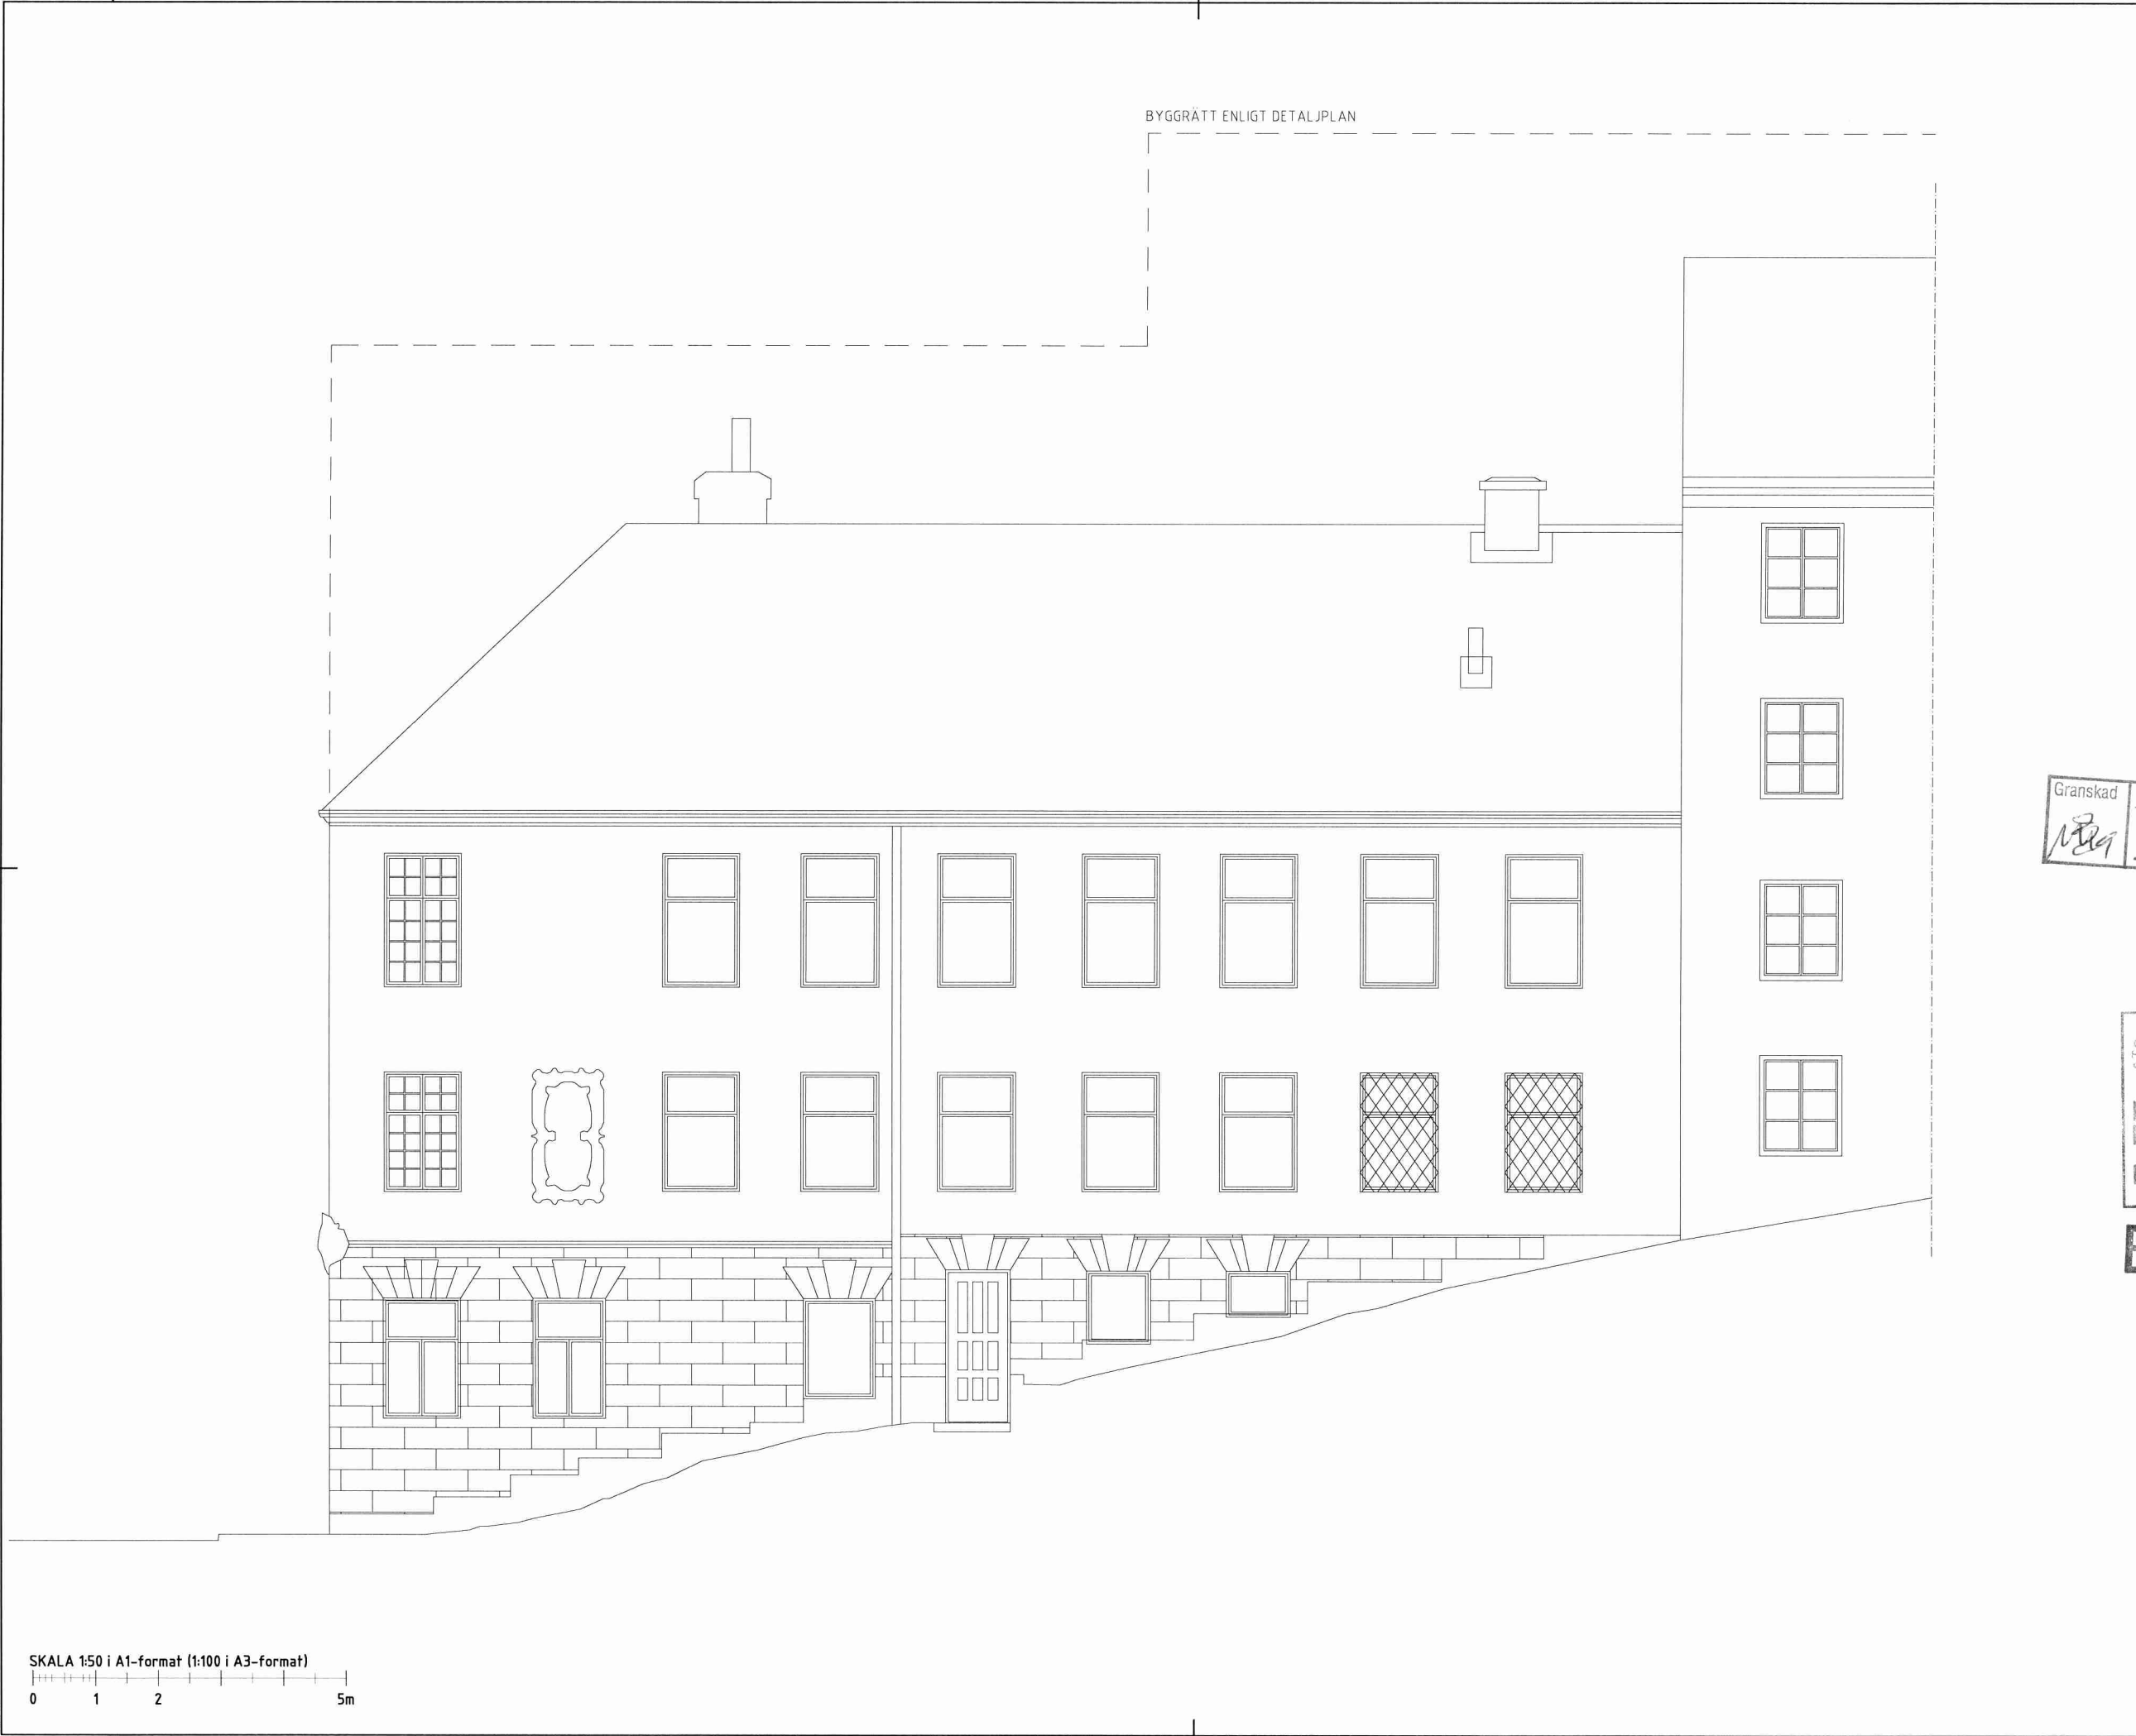 BYGGRÄTT ENLIGT DETALJPLAN
Granskad
SKALA 1:50 i A1-format (1:100 i A3-format)
0 1 2 5m